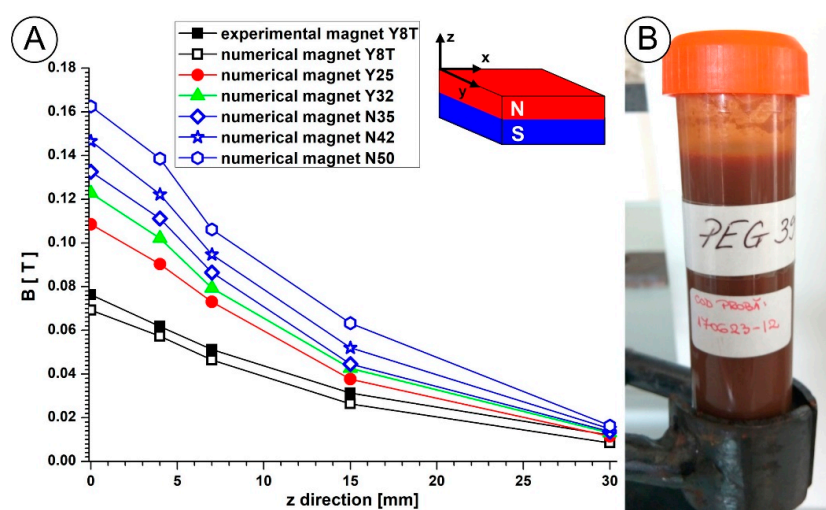 A
experimental magnet Y8T
numerical magnet Y8T
numerical magnet Y25
numerical magnet Y32
numerical magnet N35
numerical magnet N42
numerical magnet N50
z
x
y
N
S
B [ T ]
0.18
0.16
0.14
0.12
0.10
0.08
0.06
0.04
0.02
0.00
0 5 10 15 20 25 30
z direction [mm]
B
PEG 39
COD PROBĂ:
170623-12